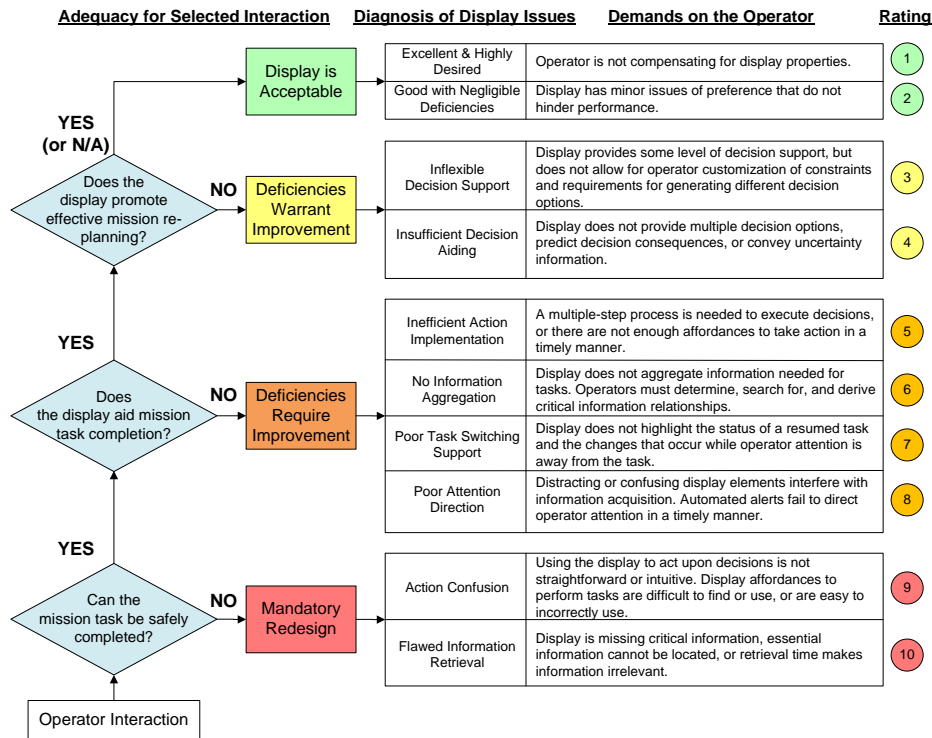 Adequacy for Selected Interaction
Diagnosis of Display Issues
Demands on the Operator
Rating
Display is
Acceptable
Excellent & Highly
Desired
Operator is not compensating for display properties.
1
Good with Negligible
Deficiencies
Display has minor issues of preference that do not
hinder performance.
2
YES
(or N/A)
Does the
display promote
effective mission re-
planning?
NO
Deficiencies
Warrant
Improvement
Inflexible
Decision Support
Display provides some level of decision support, but
does not allow for operator customization of constraints
and requirements for generating different decision
options.
3
Insufficient Decision
Aiding
Display does not provide multiple decision options,
predict decision consequences, or convey uncertainty
information.
4
YES
Does
the display aid mission
task completion?
NO
Deficiencies
Require
Improvement
Inefficient Action
Implementation
A multiple-step process is needed to execute decisions,
or there are not enough affordances to take action in a
timely manner.
5
No Information
Aggregation
Display does not aggregate information needed for
tasks. Operators must determine, search for, and derive
critical information relationships.
6
Poor Task Switching
Support
Display does not highlight the status of a resumed task
and the changes that occur while operator attention is
away from the task.
7
Poor Attention
Direction
Distracting or confusing display elements interfere with
information acquisition. Automated alerts fail to direct
operator attention in a timely manner.
8
YES
Can the
mission task be safely
completed?
NO
Mandatory
Redesign
Action Confusion
Using the display to act upon decisions is not
straightforward or intuitive. Display affordances to
perform tasks are difficult to find or use, or are easy to
incorrectly use.
9
Flawed Information
Retrieval
Display is missing critical information, essential
information cannot be located, or retrieval time makes
information irrelevant.
10
Operator Interaction